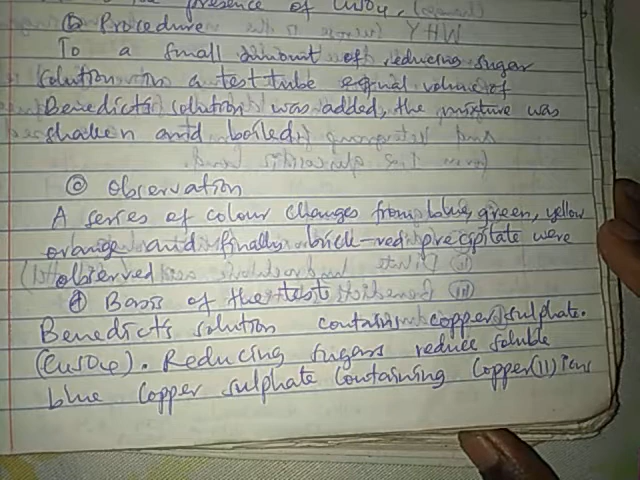 presence of CuSO4.
(b) Procedure
To a small amount of reducing sugar
solution in a test tube equal volume of
Benedict's solution was added, the mixture was
shaken and boiled.
(c) Observation
A series of colour changes from blue, green, yellow
orange and finally brick-red precipitate were
observed
(d) Basis of the test
Benedict's solution contains copper sulphate.
(CuSO4). Reducing sugars reduce soluble
blue copper sulphate containing Copper(II) ions